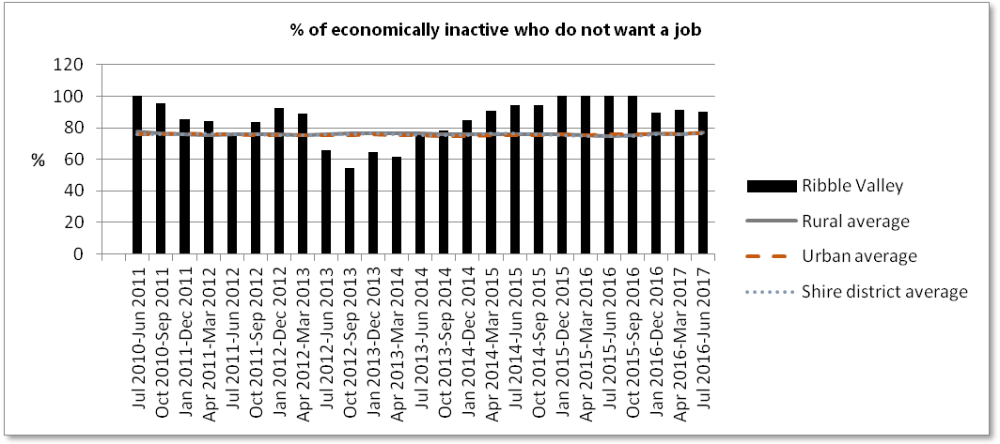 % of economically inactive who do not want a job
120
100
80
60
40
20
0
%
Jul 2010-Jun 2011
Oct 2010-Sep 2011
Jan 2011-Dec 2011
Apr 2011-Mar 2012
Jul 2011-Jun 2012
Oct 2011-Sep 2012
Jan 2012-Dec 2012
Apr 2012-Mar 2013
Jul 2012-Jun 2013
Oct 2012-Sep 2013
Jan 2013-Dec 2013
Apr 2013-Mar 2014
Jul 2013-Jun 2014
Oct 2013-Sep 2014
Jan 2014-Dec 2014
Apr 2014-Mar 2015
Jul 2014-Jun 2015
Oct 2014-Sep 2015
Jan 2015-Dec 2015
Apr 2015-Mar 2016
Jul 2015-Jun 2016
Oct 2015-Sep 2016
Jan 2016-Dec 2016
Apr 2016-Mar 2017
Jul 2016-Jun 2017
Ribble Valley
Rural average
Urban average
Shire district average